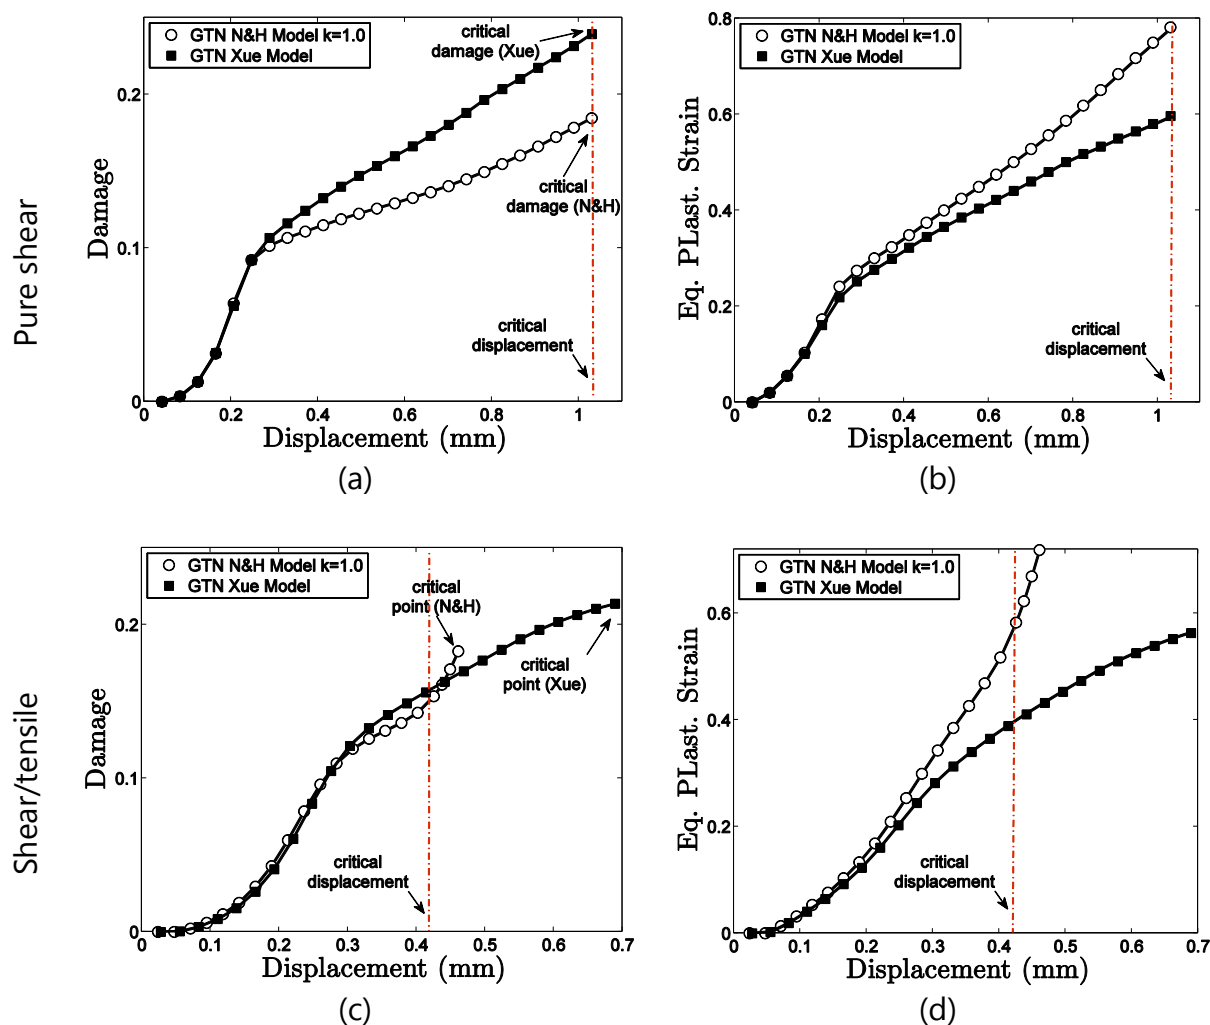 Pure shear
GTN N&H Model k=1.0
GTN Xue Model
critical
damage (Xue)
critical
damage (N&H)
critical
displacement
Damage
0.2
0.1
0
0 0.2 0.4 0.6 0.8 1
Displacement (mm)
(a)
GTN N&H Model k=1.0
GTN Xue Model
critical
displacement
Eq. PLast. Strain
0.8
0.6
0.4
0.2
0
0 0.2 0.4 0.6 0.8 1
Displacement (mm)
(b)
Shear/tensile
GTN N&H Model k=1.0
GTN Xue Model
critical
point (N&H)
critical
point (Xue)
critical
displacement
Damage
0.2
0.1
0
0 0.1 0.2 0.3 0.4 0.5 0.6 0.7
Displacement (mm)
(c)
GTN N&H Model k=1.0
GTN Xue Model
critical
displacement
Eq. PLast. Strain
0.6
0.4
0.2
0
0 0.1 0.2 0.3 0.4 0.5 0.6 0.7
Displacement (mm)
(d)